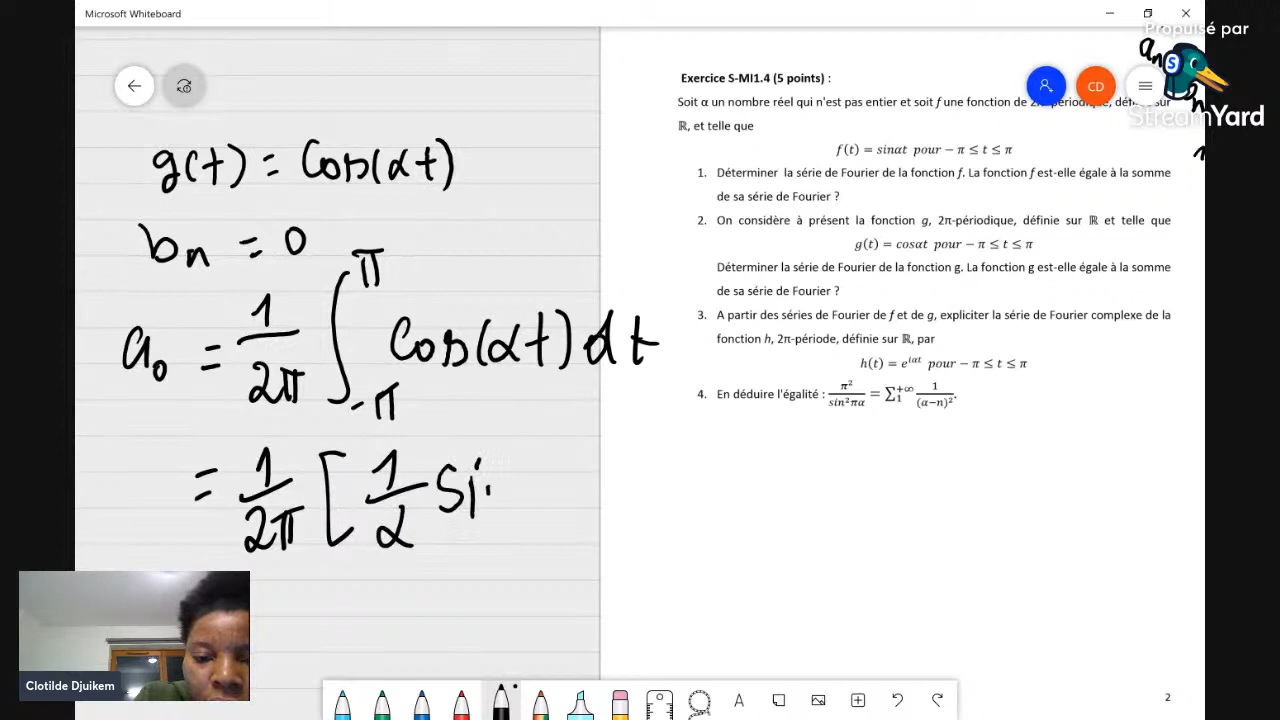 Microsoft Whiteboard
Propulsé par
StreamYard
CD
g(t) = Cos(αt)
bn = 0
a0 = 1/2π ∫_{-π}^{π} Cos(αt) dt
= 1/2π [ 1/α Si
Exercice S-MI1.4 (5 points) :
Soit α un nombre réel qui n'est pas entier et soit f une fonction de périodique, sur
ℝ, et telle que
f(t) = sinαt pour − π ≤ t ≤ π
1. Déterminer la série de Fourier de la fonction f. La fonction f est-elle égale à la somme
de sa série de Fourier ?
2. On considère à présent la fonction g, 2π-périodique, définie sur ℝ et telle que
g(t) = cosαt pour − π ≤ t ≤ π
Déterminer la série de Fourier de la fonction g. La fonction g est-elle égale à la somme
de sa série de Fourier ?
3. A partir des séries de Fourier de f et de g, expliciter la série de Fourier complexe de la
fonction h, 2π-période, définie sur ℝ, par
h(t) = e^{iαt} pour − π ≤ t ≤ π
4. En déduire l'égalité : π²/sin²πα = ∑_1^{+∞} 1/(α−n)².
2
Clotilde Djuikem